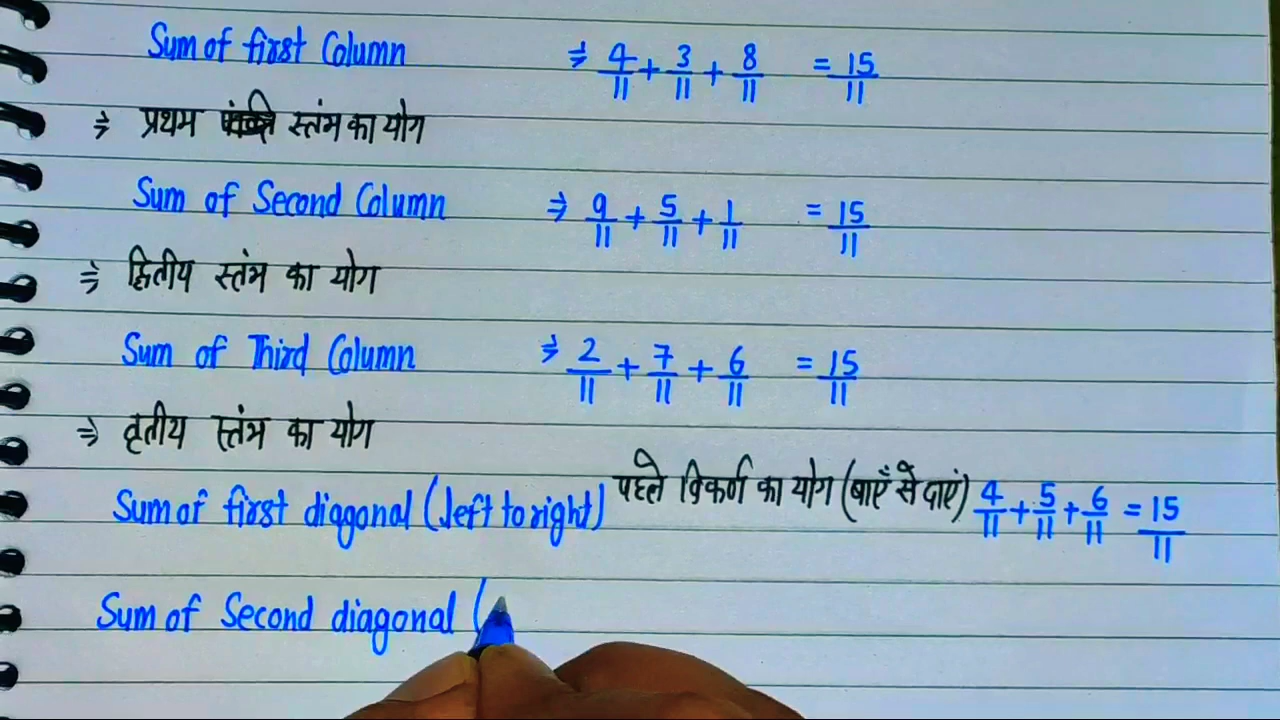 Sum of first Column ⇒ 4/11 + 3/11 + 8/11 = 15/11
⇒ प्रथम स्तंभ का योग
Sum of Second Column ⇒ 9/11 + 5/11 + 1/11 = 15/11
⇒ द्वितीय स्तंभ का योग
Sum of Third Column ⇒ 2/11 + 7/11 + 6/11 = 15/11
⇒ तृतीय स्तंभ का योग
Sum of first diagonal (left to right) पहले विकर्ण का योग (बाएँ से दाएं) 4/11 + 5/11 + 6/11 = 15/11
Sum of Second diagonal (